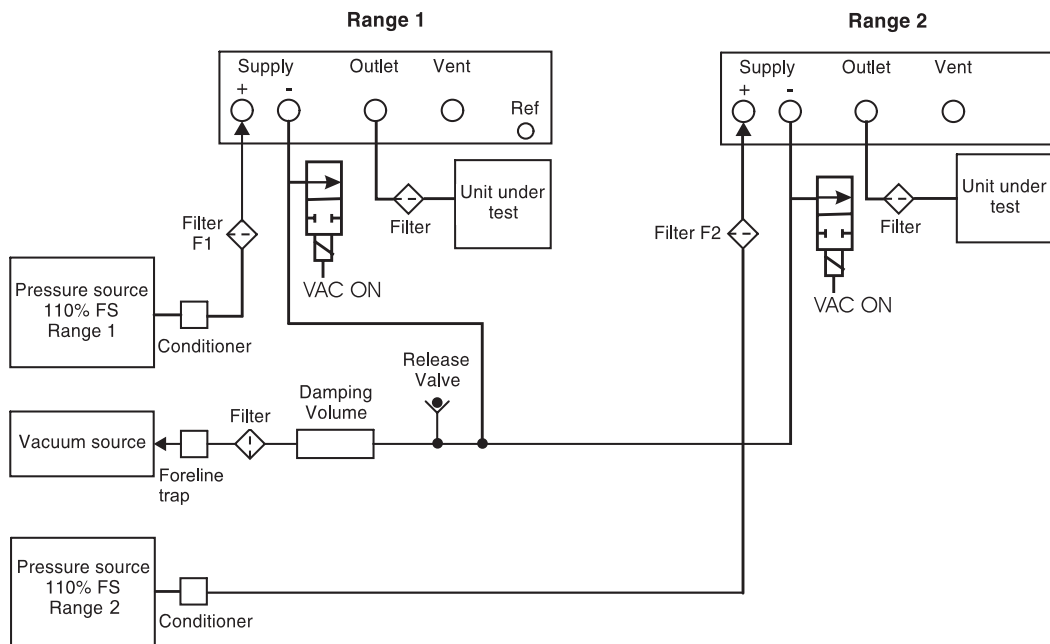 Range 1
Range 2
Supply
Outlet
Vent
+
-
Ref
Supply
Outlet
Vent
+
-
Filter
F1
VAC ON
Filter
Unit under
test
Filter F2
VAC ON
Filter
Unit under
test
Pressure source
110% FS
Range 1
Conditioner
Release
Valve
Damping
Volume
Filter
Vacuum source
Foreline
trap
Pressure source
110% FS
Range 2
Conditioner